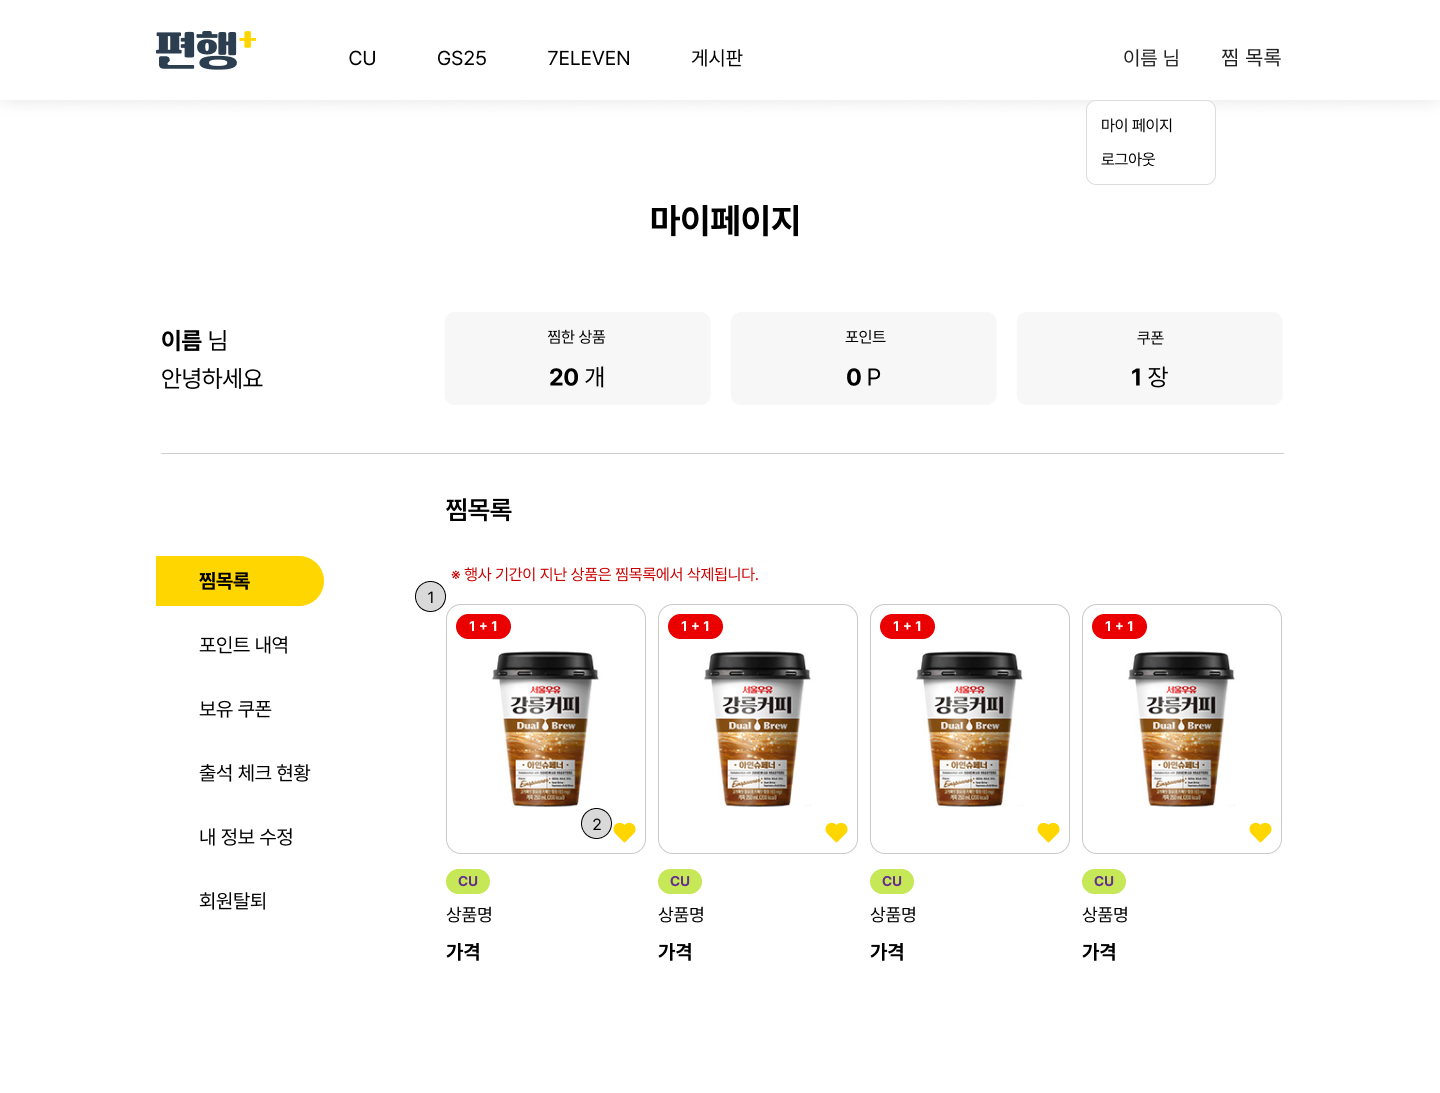 편행+
CU GS25 7ELEVEN 게시판 이름 님 찜 목록
마이 페이지
로그아웃
마이페이지
이름 님
안녕하세요
찜한 상품
20 개
포인트
0 P
쿠폰
1 장
찜목록
찜목록
포인트 내역
보유 쿠폰
출석 체크 현황
내 정보 수정
회원탈퇴
※ 행사 기간이 지난 상품은 찜목록에서 삭제됩니다.
1
1 + 1 1 + 1 1 + 1 1 + 1
서울우유 서울우유 서울우유 서울우유
강릉커피 강릉커피 강릉커피 강릉커피
Dual Brew Dual Brew Dual Brew Dual Brew
아인슈페너 아인슈페너 아인슈페너 아인슈페너
2
CU CU CU CU
상품명 상품명 상품명 상품명
가격 가격 가격 가격